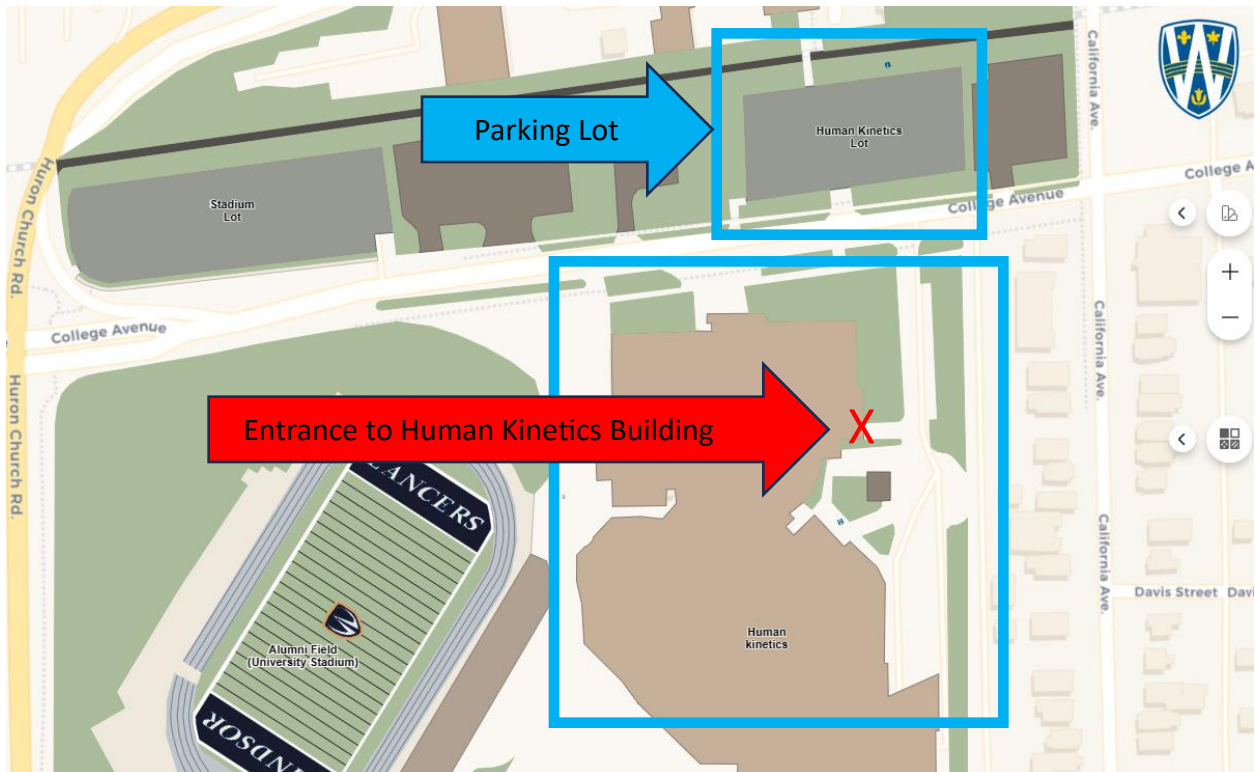 California Ave.
Parking Lot
Human Kinetics
Lot
College A
Huron Church Rd.
Stadium
Lot
College Avenue
College Avenue
California Ave.
Huron Church Rd.
Entrance to Human Kinetics Building
X
LANCERS
California Ave.
Davis Street
Davi
Human
kinetics
Alumni Field
(University Stadium)
INDSOR